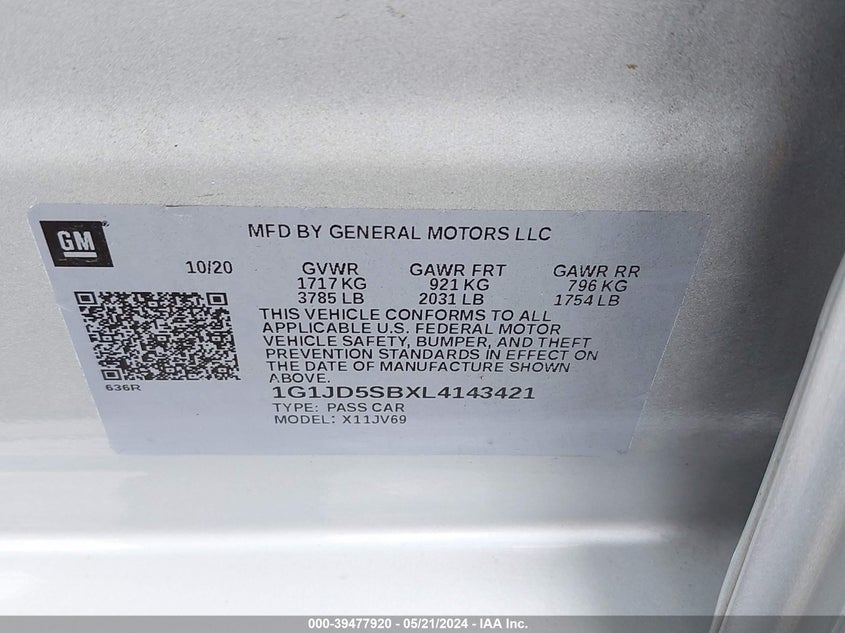 GM
MFD BY GENERAL MOTORS LLC
10/20 GVWR GAWR FRT GAWR RR
1717 KG 921 KG 796 KG
3785 LB 2031 LB 1754 LB
THIS VEHICLE CONFORMS TO ALL
APPLICABLE U.S. FEDERAL MOTOR
VEHICLE SAFETY, BUMPER, AND THEFT
PREVENTION STANDARDS IN EFFECT ON
THE DATE OF MANUFACTURE SHOWN
ABOVE.
636R
1G1JD5SBXL4143421
TYPE: PASS CAR
MODEL: X11JV69
000-39477920 - 05/21/2024 - IAA Inc.